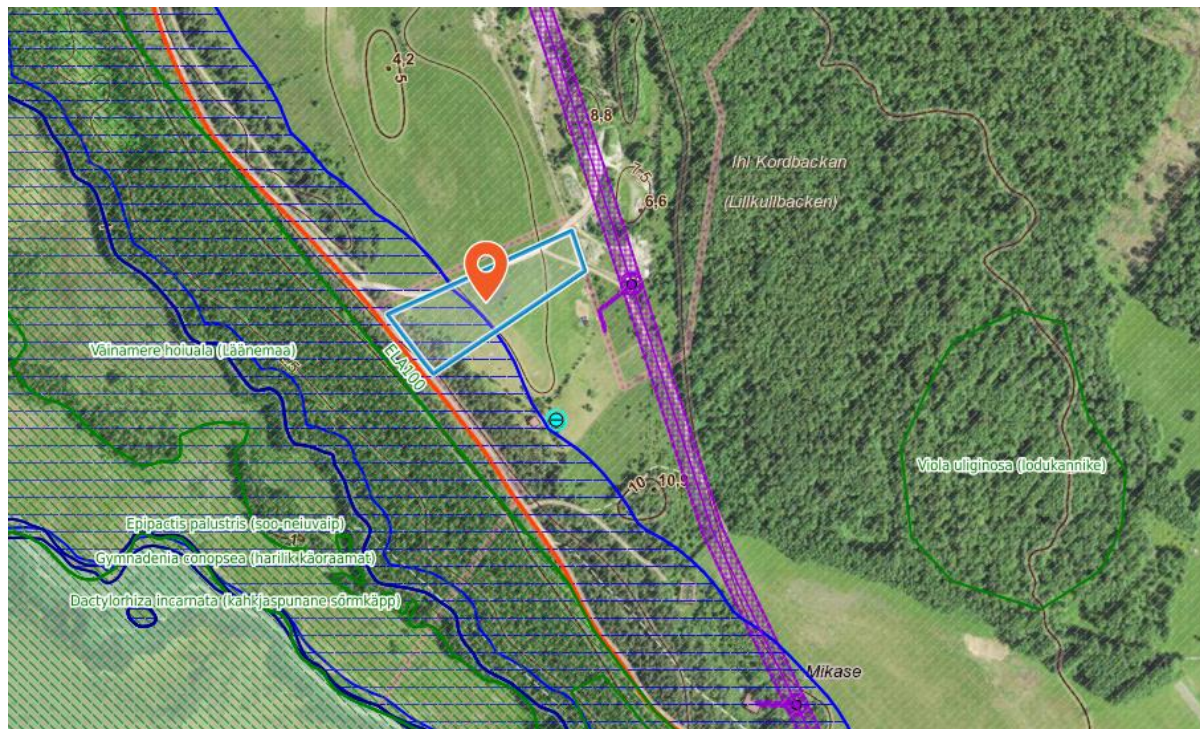 4,2
5
8.8
Ihl Kordbackan
7.5
6.6
(Lillkullbacken)
Väinamere hoiuala (Läänemaa)
ELA100
Viola uliginosa (lodukannike)
10
10,9
Epipactis palustris (soo-neiuvaip)
1
Gymnadenia conopsea (harilik käoraamat)
Dactylorhiza incarnata (kahkjaspunane sõrmkäpp)
Mikase